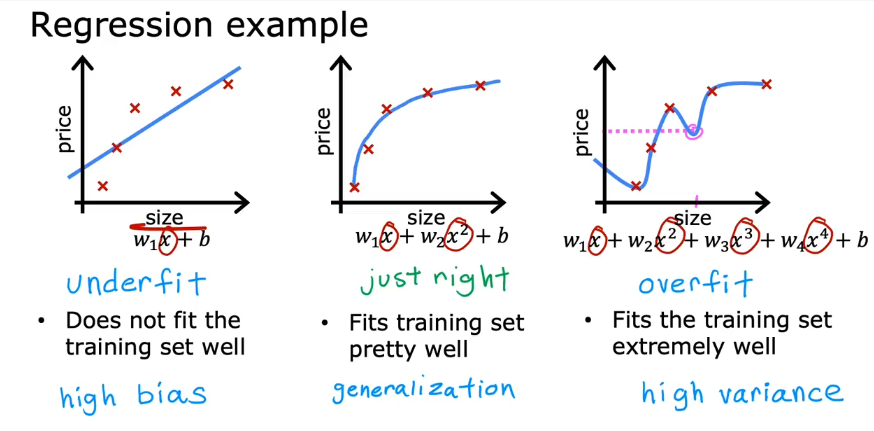 Regression example
price
size
w₁x + b
underfit
• Does not fit the
training set well
high bias
price
size
w₁x + w₂x² + b
just right
• Fits training set
pretty well
generalization
price
size
w₁x + w₂x² + w₃x³ + w₄x⁴ + b
overfit
• Fits the training set
extremely well
high variance